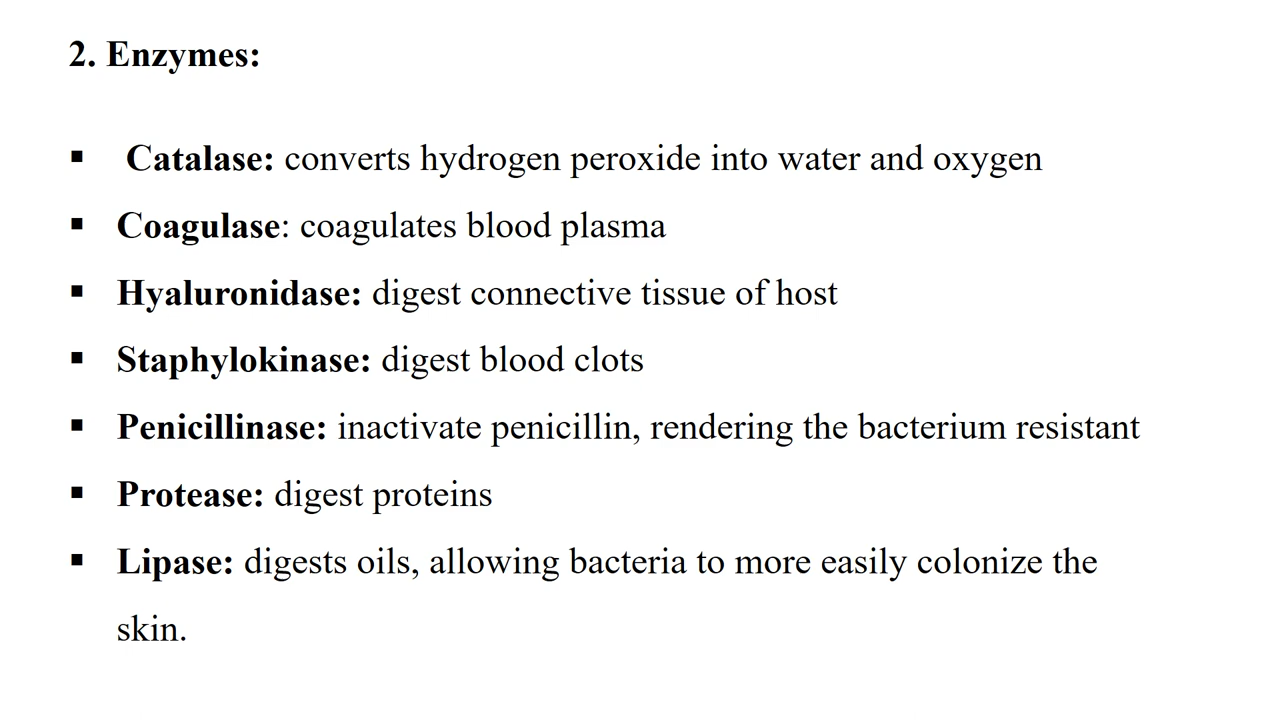 2. Enzymes:
▪ Catalase: converts hydrogen peroxide into water and oxygen
▪ Coagulase: coagulates blood plasma
▪ Hyaluronidase: digest connective tissue of host
▪ Staphylokinase: digest blood clots
▪ Penicillinase: inactivate penicillin, rendering the bacterium resistant
▪ Protease: digest proteins
▪ Lipase: digests oils, allowing bacteria to more easily colonize the
skin.